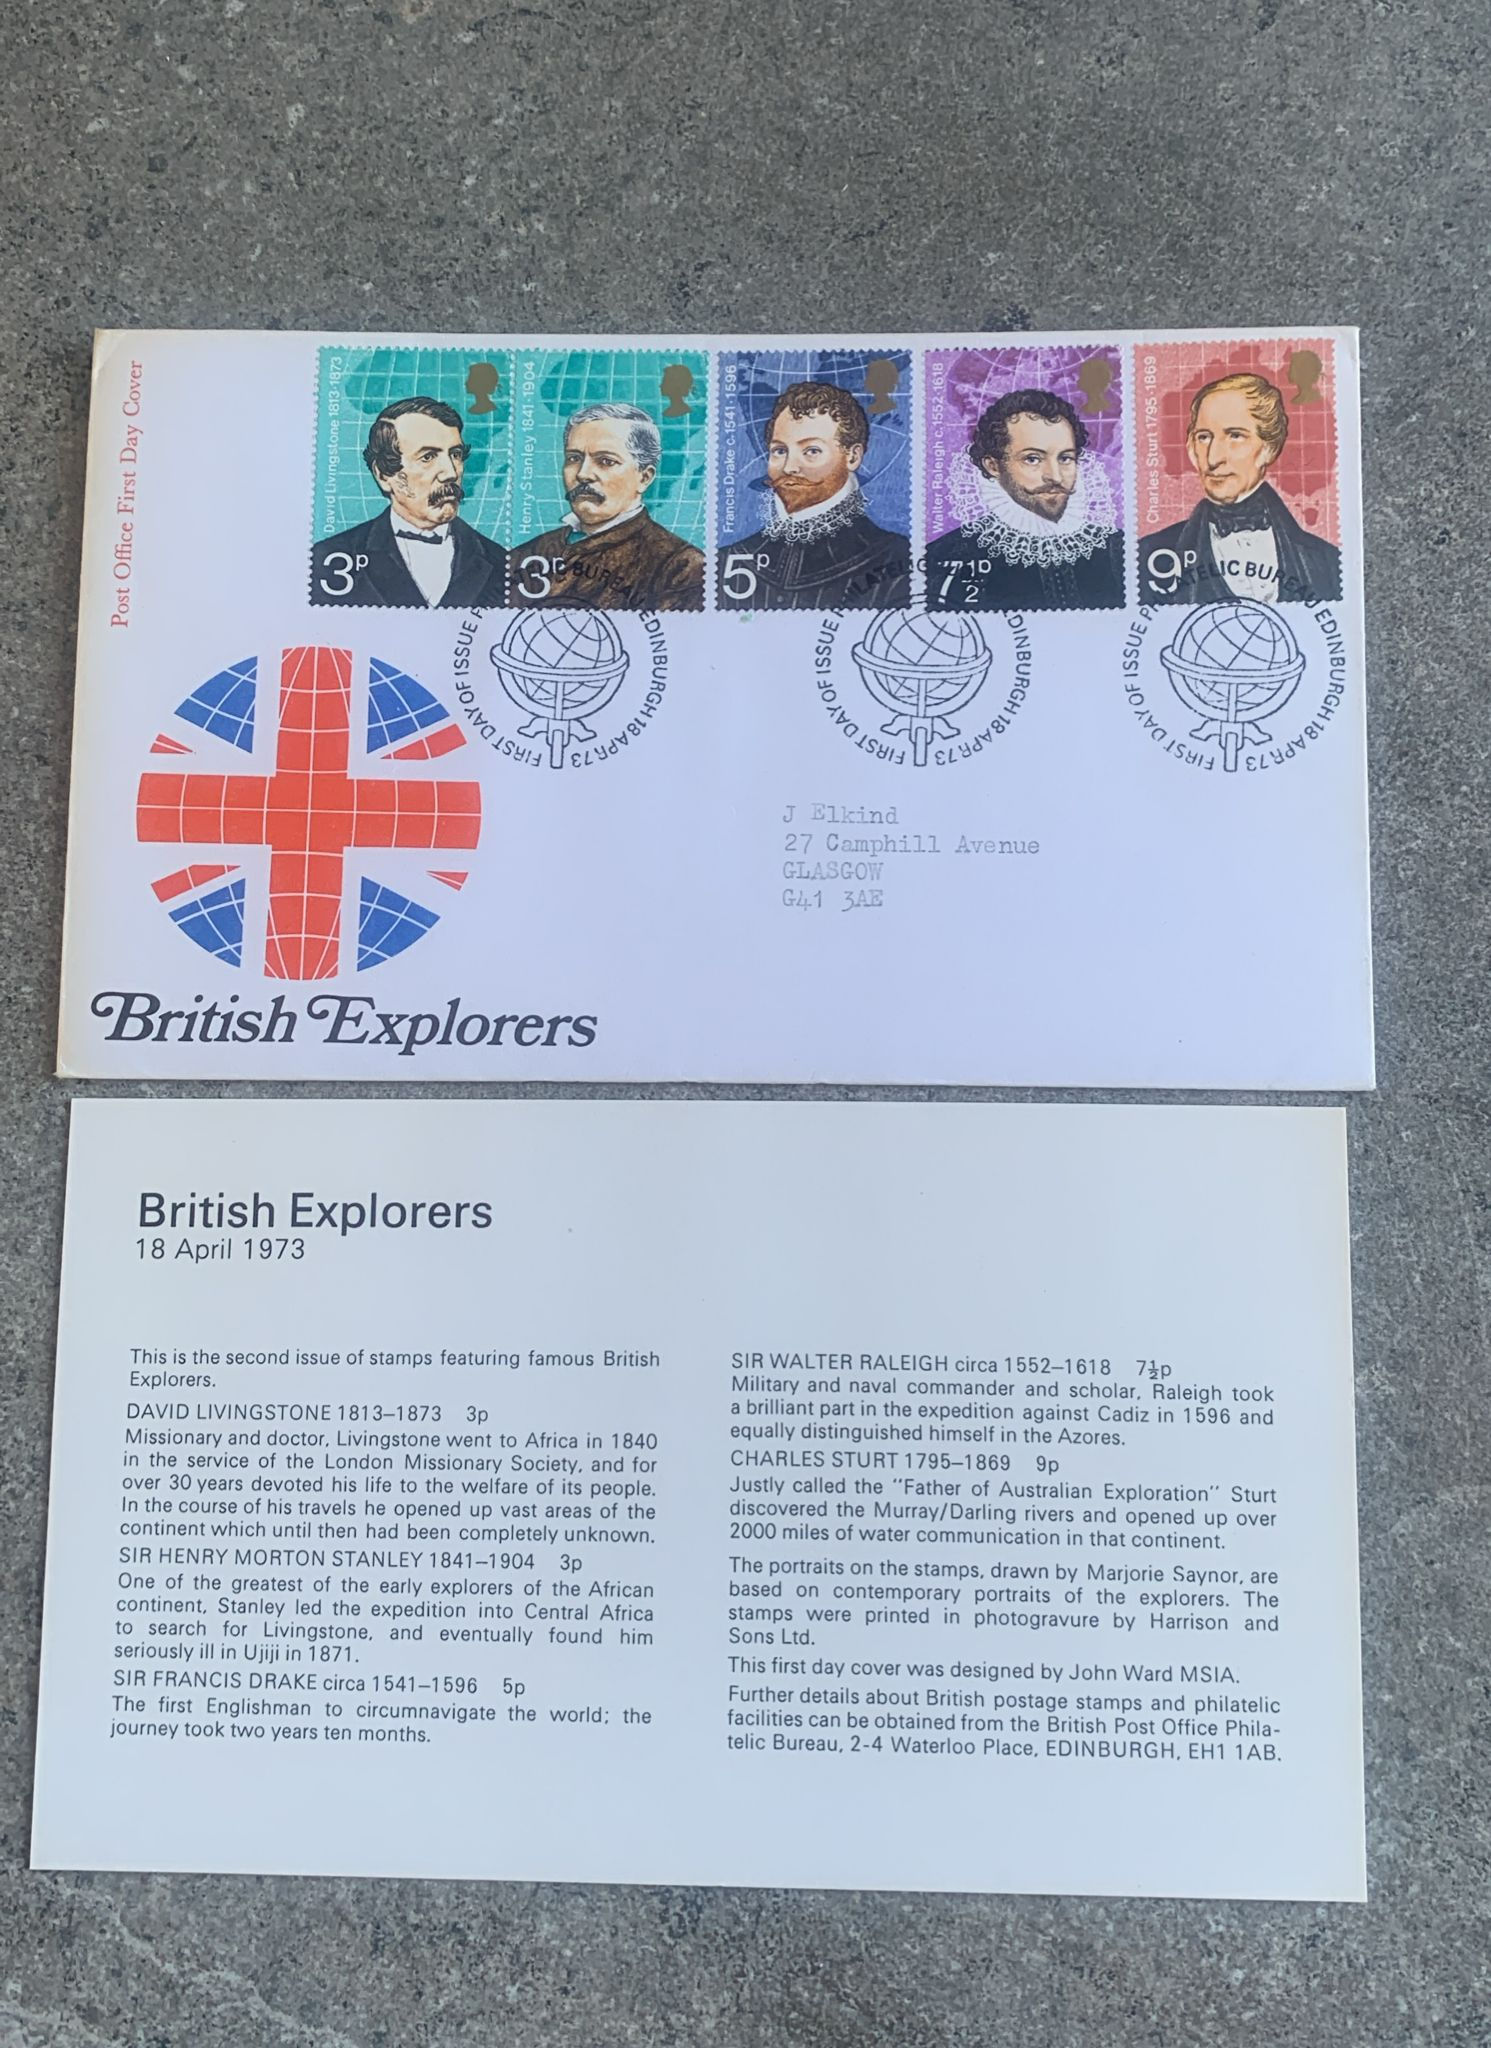 Post Office First Day Cover
David Livingstone 1813-1873
3p
Henry Stanley 1841-1904
3p
Francis Drake c.1541-1596
5p
Walter Raleigh c.1552-1618
7½p
Charles Sturt 1795-1869
9p
FIRST DAY OF ISSUE BUREAU EDINBURGH 18 APR.73
FIRST DAY OF ISSUE PHILATELIC EDINBURGH 18 APR.73
FIRST DAY OF ISSUE PHILATELIC BUREAU EDINBURGH 18 APR.73
J Elkind
27 Camphill Avenue
GLASGOW
G41 3AE
British Explorers
British Explorers
18 April 1973
This is the second issue of stamps featuring famous British
Explorers.
DAVID LIVINGSTONE 1813–1873 3p
Missionary and doctor, Livingstone went to Africa in 1840
in the service of the London Missionary Society, and for
over 30 years devoted his life to the welfare of its people.
In the course of his travels he opened up vast areas of the
continent which until then had been completely unknown.
SIR HENRY MORTON STANLEY 1841–1904 3p
One of the greatest of the early explorers of the African
continent, Stanley led the expedition into Central Africa
to search for Livingstone, and eventually found him
seriously ill in Ujiji in 1871.
SIR FRANCIS DRAKE circa 1541–1596 5p
The first Englishman to circumnavigate the world; the
journey took two years ten months.
SIR WALTER RALEIGH circa 1552–1618 7½p
Military and naval commander and scholar, Raleigh took
a brilliant part in the expedition against Cadiz in 1596 and
equally distinguished himself in the Azores.
CHARLES STURT 1795–1869 9p
Justly called the "Father of Australian Exploration" Sturt
discovered the Murray/Darling rivers and opened up over
2000 miles of water communication in that continent.
The portraits on the stamps, drawn by Marjorie Saynor, are
based on contemporary portraits of the explorers. The
stamps were printed in photogravure by Harrison and
Sons Ltd.
This first day cover was designed by John Ward MSIA.
Further details about British postage stamps and philatelic
facilities can be obtained from the British Post Office Phila-
telic Bureau, 2-4 Waterloo Place, EDINBURGH, EH1 1AB.